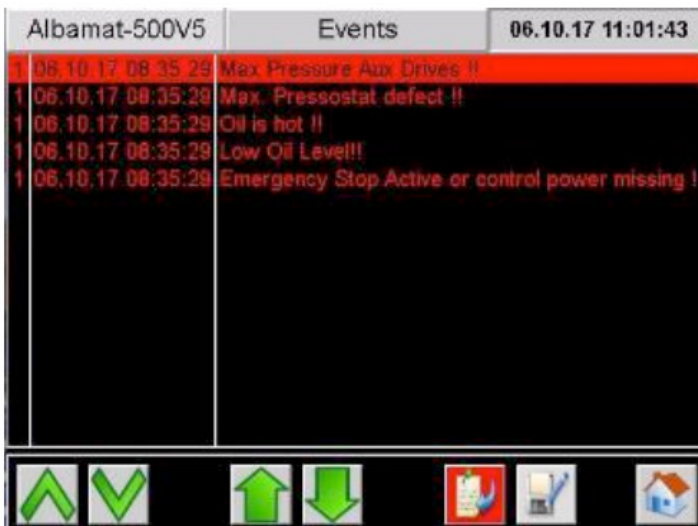 Albamat-500V5 Events 06.10.17 11:01:43
1 06.10.17 08:35:29 Max Pressure Aux Drives !!
1 06.10.17 08:35:29 Max. Pressostat defect !!
1 06.10.17 08:35:29 Oil is hot !!
1 06.10.17 08:35:29 Low Oil Level!!
1 06.10.17 08:35:29 Emergency Stop Active or control power missing !